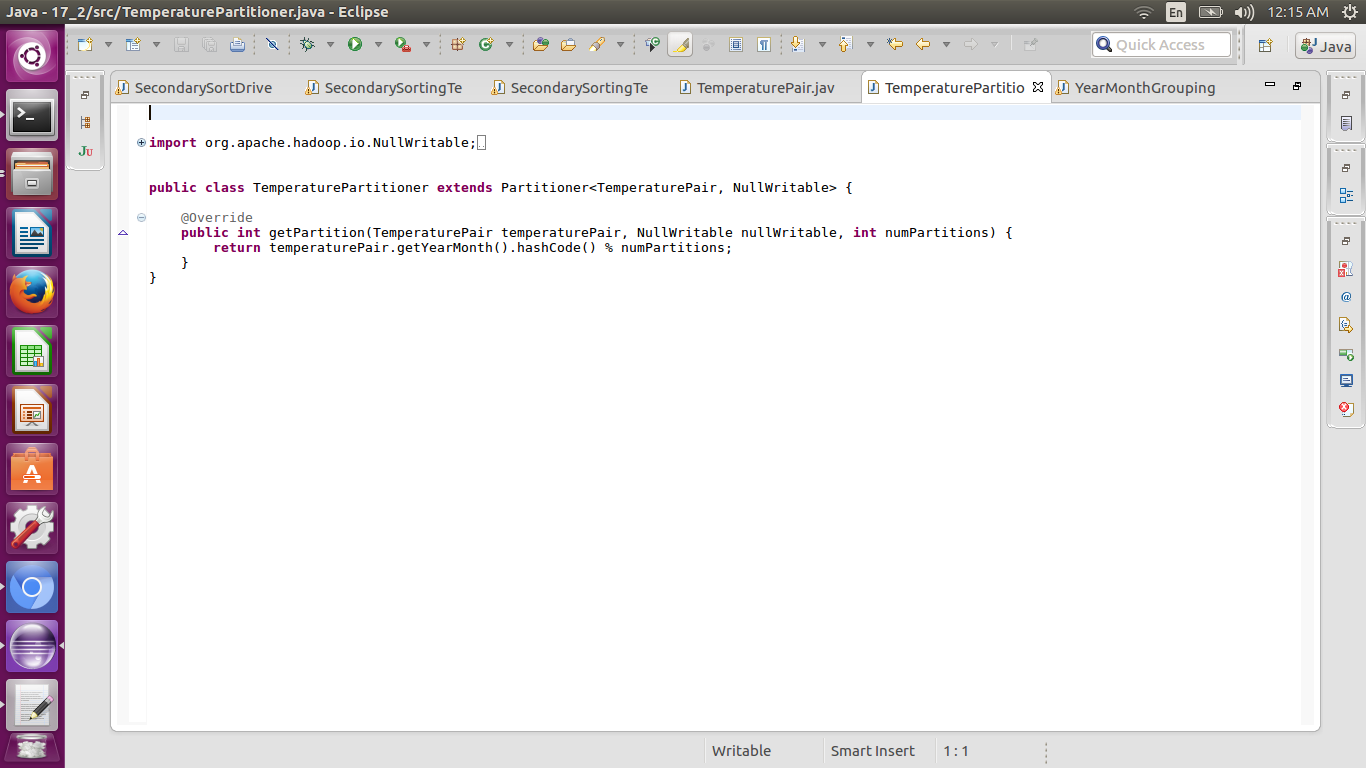 Java - 17_2/src/TemperaturePartitioner.java - Eclipse
En
12:15 AM
Quick Access
Java
SecondarySortDrive
SecondarySortingTe
SecondarySortingTe
TemperaturePair.jav
TemperaturePartitio
YearMonthGrouping
import org.apache.hadoop.io.NullWritable;
public class TemperaturePartitioner extends Partitioner<TemperaturePair, NullWritable> {
@Override
public int getPartition(TemperaturePair temperaturePair, NullWritable nullWritable, int numPartitions) {
return temperaturePair.getYearMonth().hashCode() % numPartitions;
}
}
Ju
Writable
Smart Insert
1 : 1